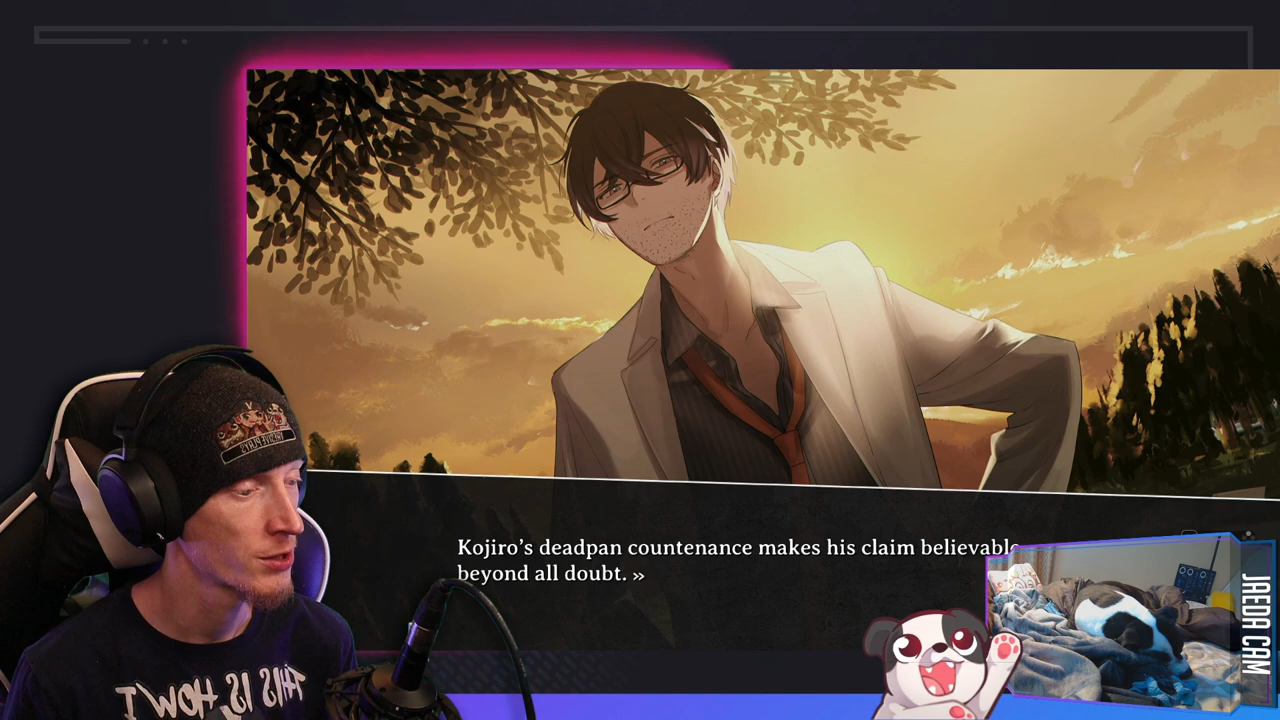 Kojiro's deadpan countenance makes his claim believable
beyond all doubt. »
THIS IS HOW I
JAEDA CAM